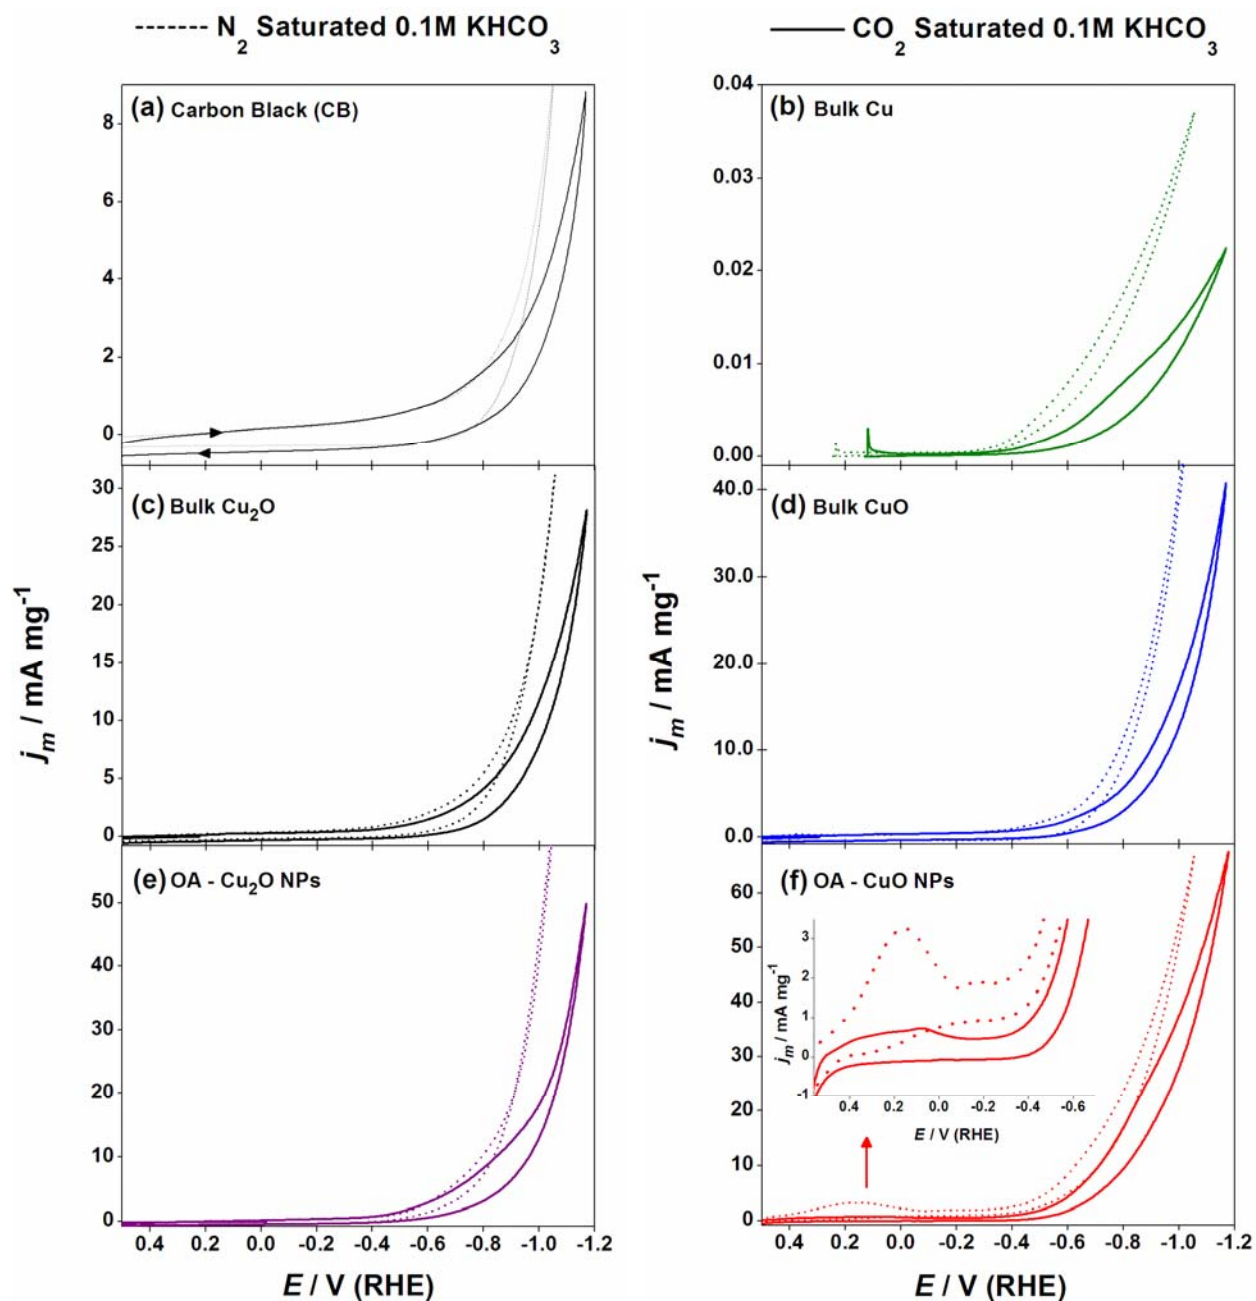 N2 Saturated 0.1M KHCO3
CO2 Saturated 0.1M KHCO3
(a) Carbon Black (CB)
8
6
4
2
0
(b) Bulk Cu
0.04
0.03
0.02
0.01
0.00
(c) Bulk Cu2O
30
25
20
15
10
5
0
(d) Bulk CuO
40.0
30.0
20.0
10.0
0.0
jm / mA mg-1
jm / mA mg-1
(e) OA - Cu2O NPs
50
40
30
20
10
0
0.4 0.2 0.0 -0.2 -0.4 -0.6 -0.8 -1.0 -1.2
E / V (RHE)
(f) OA - CuO NPs
60
50
40
30
20
10
0
jm / mA mg-1
3
2
1
0
-1
0.4 0.2 0.0 -0.2 -0.4 -0.6
E / V (RHE)
0.4 0.2 0.0 -0.2 -0.4 -0.6 -0.8 -1.0 -1.2
E / V (RHE)